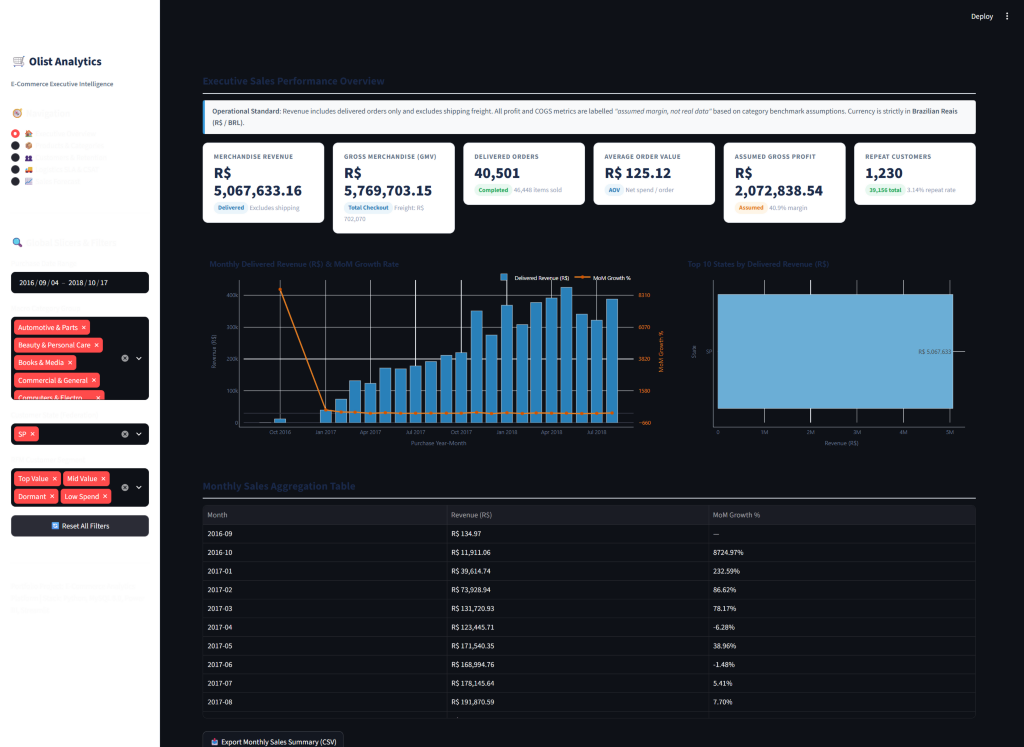 Deploy
🛒 Olist Analytics
E-Commerce Executive Intelligence
2016/09/04 – 2018/10/17
Automotive & Parts ×
Beauty & Personal Care ×
Books & Media ×
Commercial & General ×
Computers & Electro... ×
SP ×
Top Value × Mid Value ×
Dormant × Low Spend ×
Reset All Filters
Executive Sales Performance Overview
Operational Standard: Revenue includes delivered orders only and excludes shipping freight. All profit and COGS metrics are labelled "assumed margin, not real data" based on category benchmark assumptions. Currency is strictly in Brazilian Reais
(R$ / BRL).
MERCHANDISE REVENUE
R$
5,067,633.16
Delivered Excludes shipping
GROSS MERCHANDISE (GMV)
R$
5,769,703.15
Total Checkout Freight: R$
702,070
DELIVERED ORDERS
40,501
Completed 46,448 items sold
AVERAGE ORDER VALUE
R$ 125.12
AOV Net spend / order
ASSUMED GROSS PROFIT
R$
2,072,838.54
Assumed 40.9% margin
REPEAT CUSTOMERS
1,230
39,156 total 3.14% repeat rate
Monthly Delivered Revenue (R$) & MoM Growth Rate
Delivered Revenue (R$) MoM Growth %
400k
300k
200k
100k
0
Revenue (R$)
8310
6070
3820
1580
−660
MoM Growth %
Oct 2016 Jan 2017 Apr 2017 Jul 2017 Oct 2017 Jan 2018 Apr 2018 Jul 2018
Purchase Year-Month
Top 10 States by Delivered Revenue (R$)
State
SP
R$ 5,067,633
0 1M 2M 3M 4M 5M
Revenue (R$)
Monthly Sales Aggregation Table
Month Revenue (R$) MoM Growth %
2016-09 R$ 134.97 —
2016-10 R$ 11,911.06 8724.97%
2017-01 R$ 39,614.74 232.59%
2017-02 R$ 73,928.94 86.62%
2017-03 R$ 131,720.93 78.17%
2017-04 R$ 123,445.71 -6.28%
2017-05 R$ 171,540.35 38.96%
2017-06 R$ 168,994.76 -1.48%
2017-07 R$ 178,145.64 5.41%
2017-08 R$ 191,870.59 7.70%
Export Monthly Sales Summary (CSV)